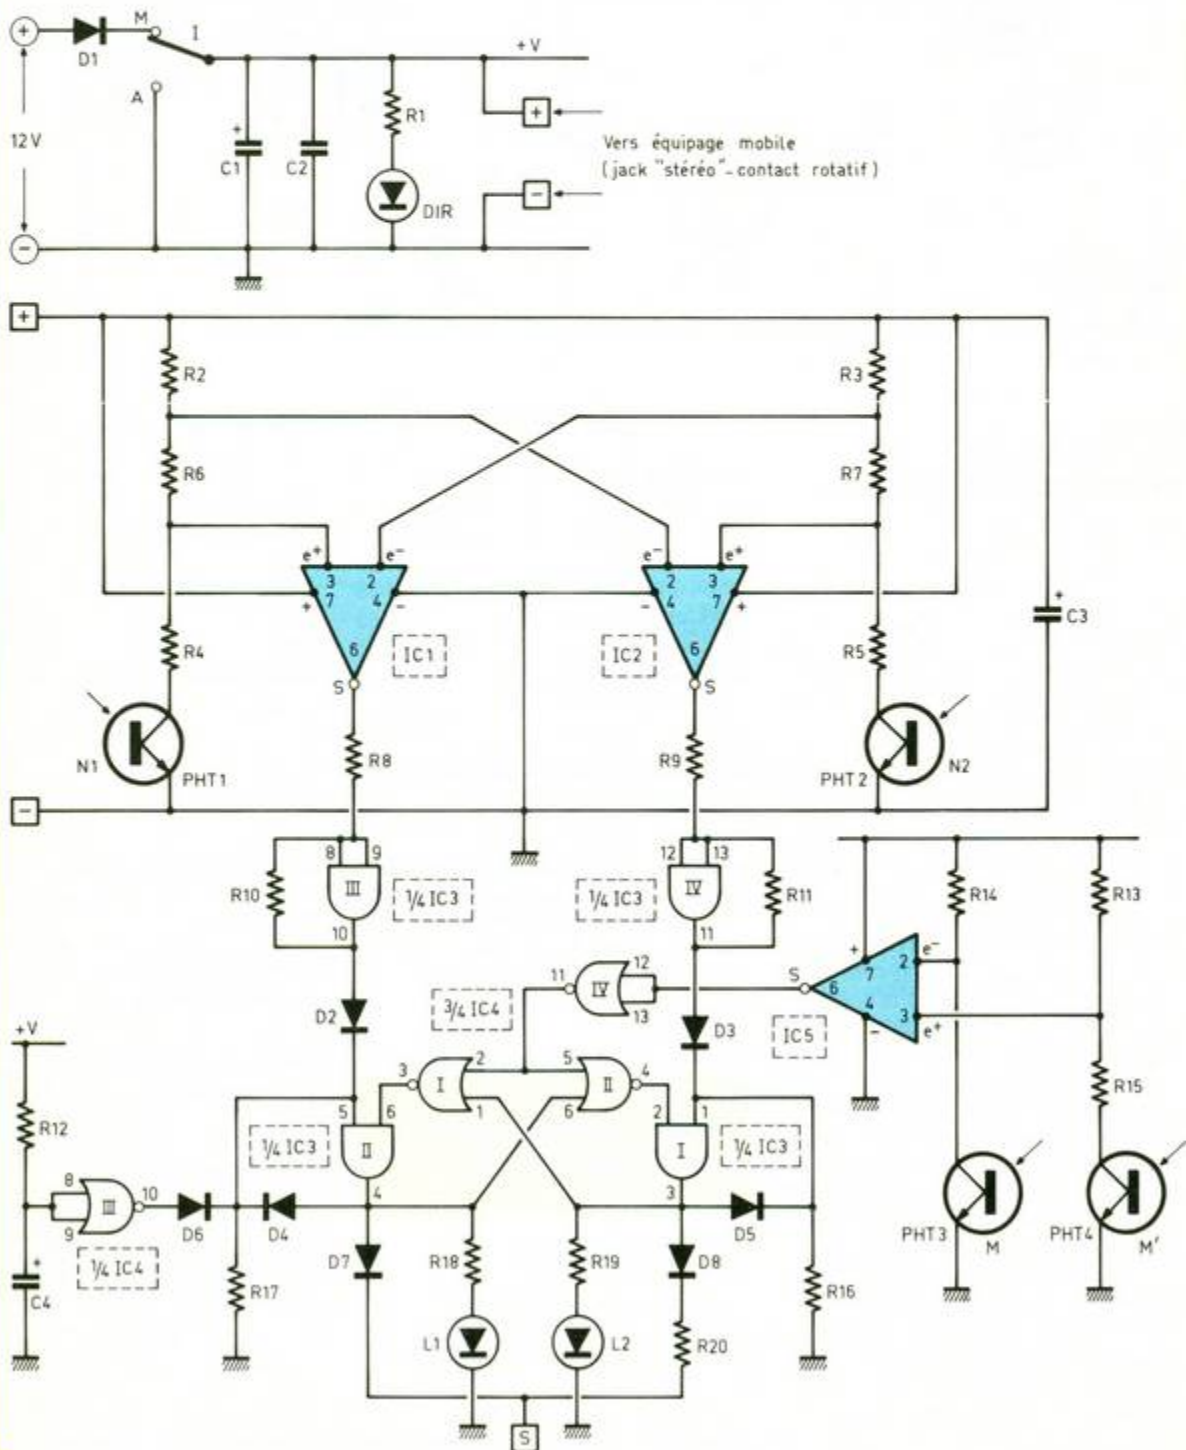 + M I
D1 +V
A R1 +
12 V + Vers équipage mobile
C1 C2 (jack "stéréo" - contact rotatif)
DIR -
-
+
R2 R3
R6 R7
e+ e- e- e+
3 2 2 3
+ 7 4 - - 4 7 + + C3
R4 6 IC1 IC2 6 R5
S S
N1 PHT1 R8 R9 PHT2 N2
-
8 9 12 13
R10 III 1/4 IC3 1/4 IC3 IV R11 R14 R13
10 11
+ 7 2 e-
11 IV 12 S 6
D2 3/4 IC4 13 D3 4 3 e+
+V - IC5
3 I 2 5 II 4
R12 5 6 1 6 2 1 R15
1/4 IC3 II I 1/4 IC3
8 III 10 D6 D4 4 3 D5
9 PHT3 M PHT4 M'
+ 1/4 IC4 D7 R18 R19 D8
C4 R17 R16
L1 L2 R20
S